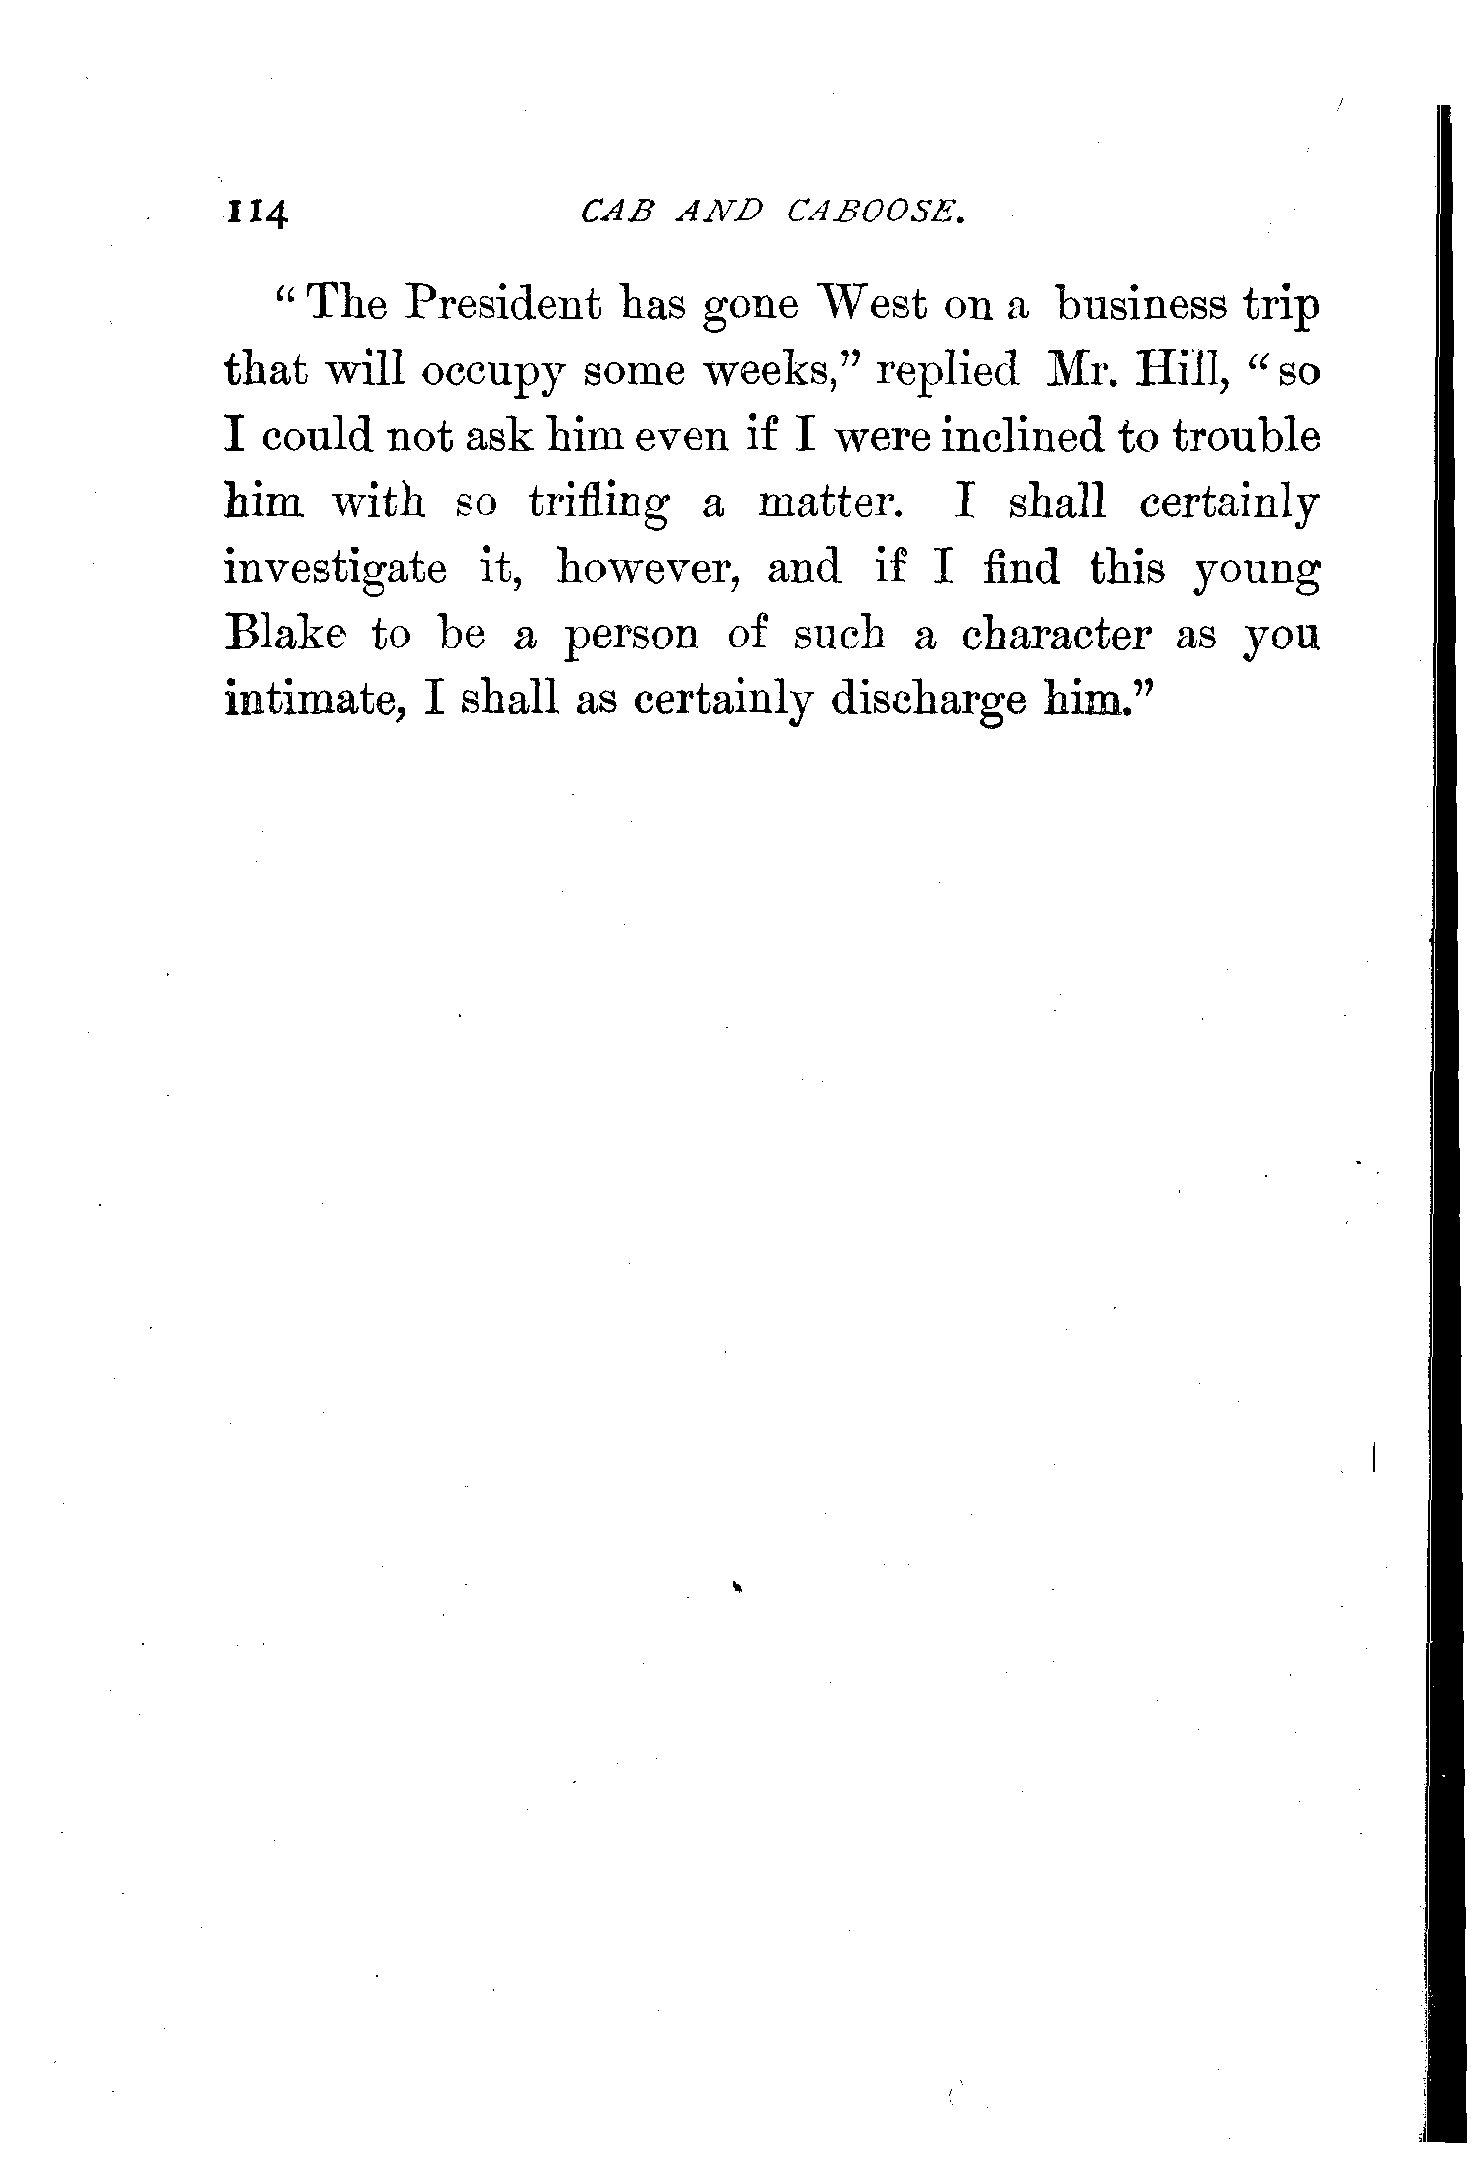 114 CAB AND CABOOSE.
“The President has gone West on a business trip
that will occupy some weeks,” replied Mr. Hill, “so
I could not ask him even if I were inclined to trouble
him with so trifling a matter. I shall certainly
investigate it, however, and if I find this young
Blake to be a person of such a character as you
intimate, I shall as certainly discharge him.”